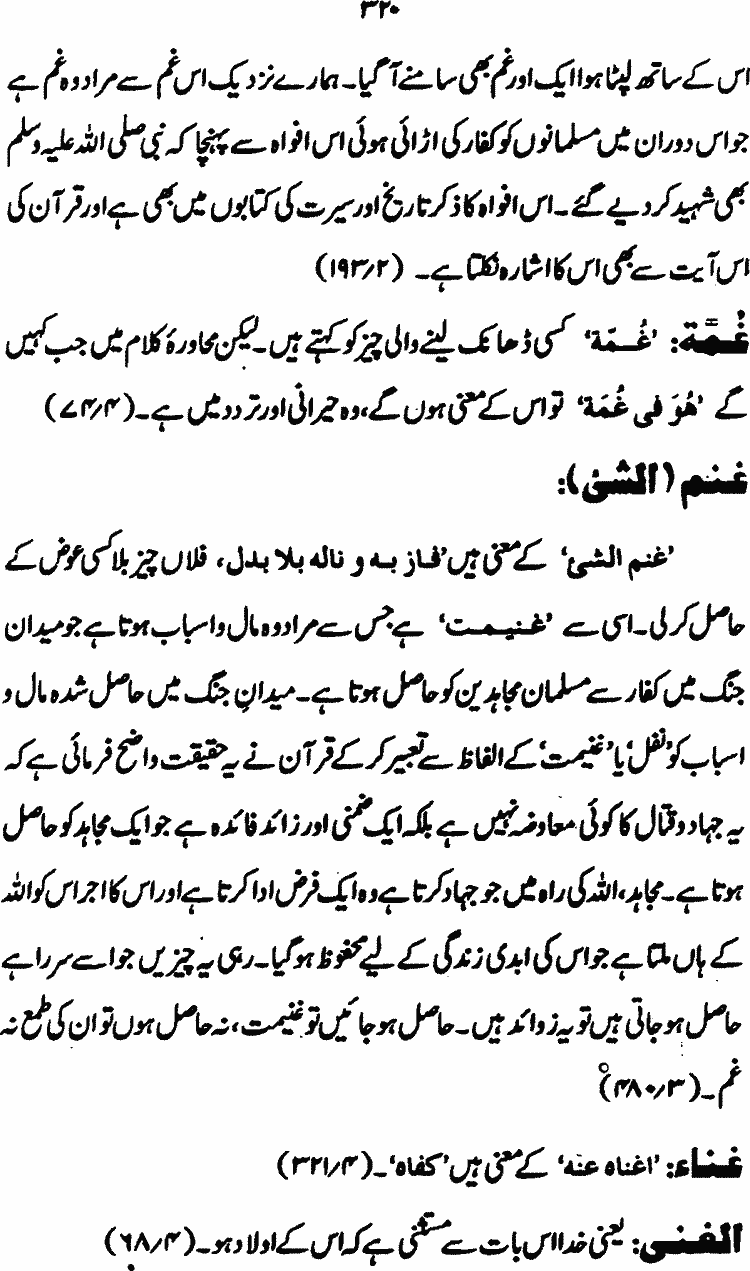 ۳۲۰
اس کے ساتھ لپٹا ہوا ایک اور غم بھی سامنے آ گیا۔ ہمارے نزدیک اس غم سے مراد وہ غم ہے
جو اس دوران میں مسلمانوں کو کفار کی اڑائی ہوئی اس افواہ سے پہنچا کہ نبی صلی اللہ علیہ وسلم
بھی شہید کر دیے گئے۔ اس افواہ کا ذکر تاریخ اور سیرت کی کتابوں میں بھی ہے اور قرآن کی
اس آیت سے بھی اس کا اشارہ نکلتا ہے۔ (۱۹۳/۲)
غُمَّة: ’غُمّة‘ کسی ڈھانک لینے والی چیز کو کہتے ہیں۔ لیکن محاورۂ کلام میں جب کہیں
گے ’هُوَ فی غُمَة‘ تو اس کے معنی ہوں گے، وہ حیرانی اور تردد میں ہے۔ (۷۴/۴)
غنم (الشئ):
’غنم الشئ‘ کے معنی ہیں ’فاز به و ناله بلا بدل، فلاں چیز بلا کسی عوض کے
حاصل کر لی۔ اسی سے ’غنیمت‘ ہے جس سے مراد وہ مال و اسباب ہوتا ہے جو میدان
جنگ میں کفار سے مسلمان مجاہدین کو حاصل ہوتا ہے۔ میدانِ جنگ میں حاصل شدہ مال و
اسباب کو ’نفل‘ یا ’غنیمت‘ کے الفاظ سے تعبیر کر کے قرآن نے یہ حقیقت واضح فرمائی ہے کہ
یہ جہاد و قتال کا کوئی معاوضہ نہیں ہے بلکہ ایک ضمنی اور زائد فائدہ ہے جو ایک مجاہد کو حاصل
ہوتا ہے۔ مجاہد، اللہ کی راہ میں جو جہاد کرتا ہے وہ ایک فرض ادا کرتا ہے اور اس کا اجر اس کو اللہ
کے ہاں ملتا ہے جو اس کی ابدی زندگی کے لیے محفوظ ہو گیا۔ رہی یہ چیزیں جو اسے سرراہے
حاصل ہو جاتی ہیں تو یہ زوائد ہیں۔ حاصل ہو جائیں تو غنیمت، نہ حاصل ہوں تو ان کی طمع نہ
غم۔ (۴۸۰/۳)
غناء: ’اغناه عنه‘ کے معنی ہیں ’کفاه‘۔ (۳۲۱/۴)
الغنی: یعنی خدا اس بات سے مستغنی ہے کہ اس کے اولاد ہو۔ (۶۸/۴)